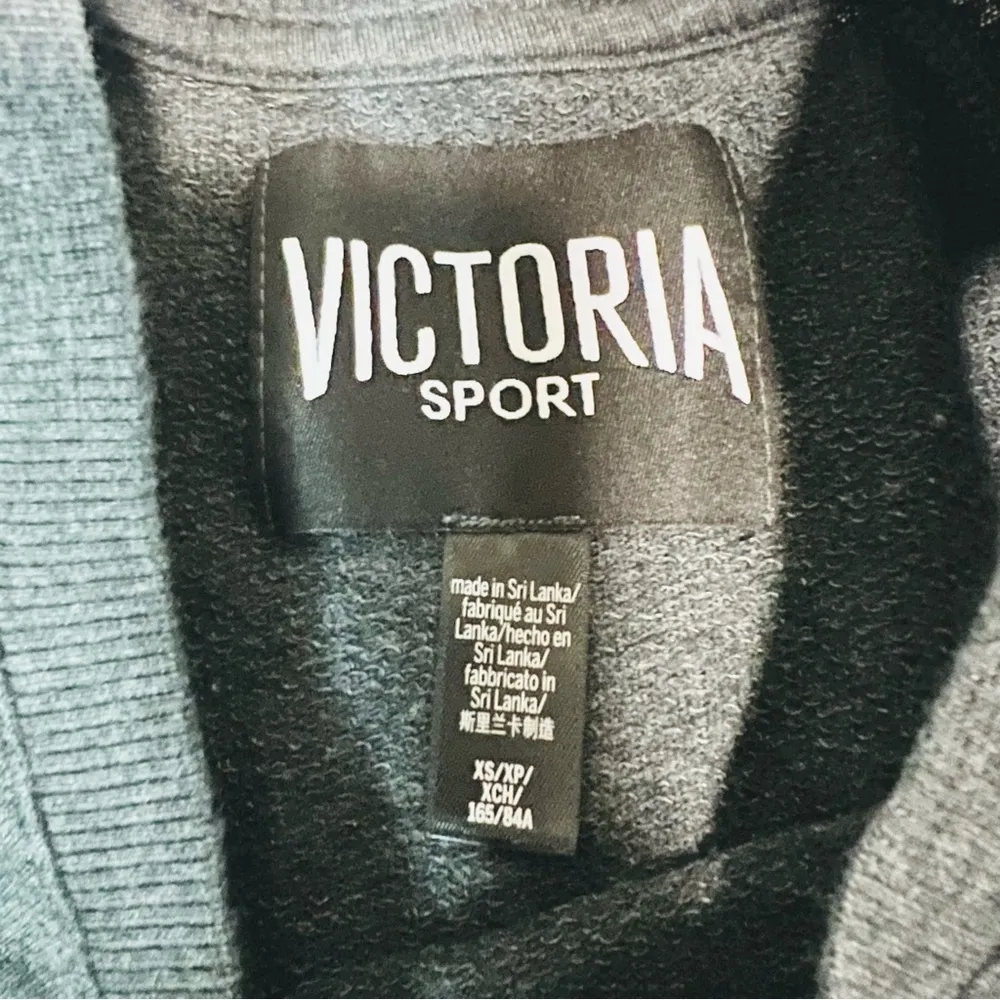 VICTORIA
SPORT
made in Sri Lanka/
fabriqué au Sri
Lanka/hecho en
Sri Lanka/
fabbricato in
Sri Lanka/
斯里兰卡制造
XS/XP/
XCH/
165/84A